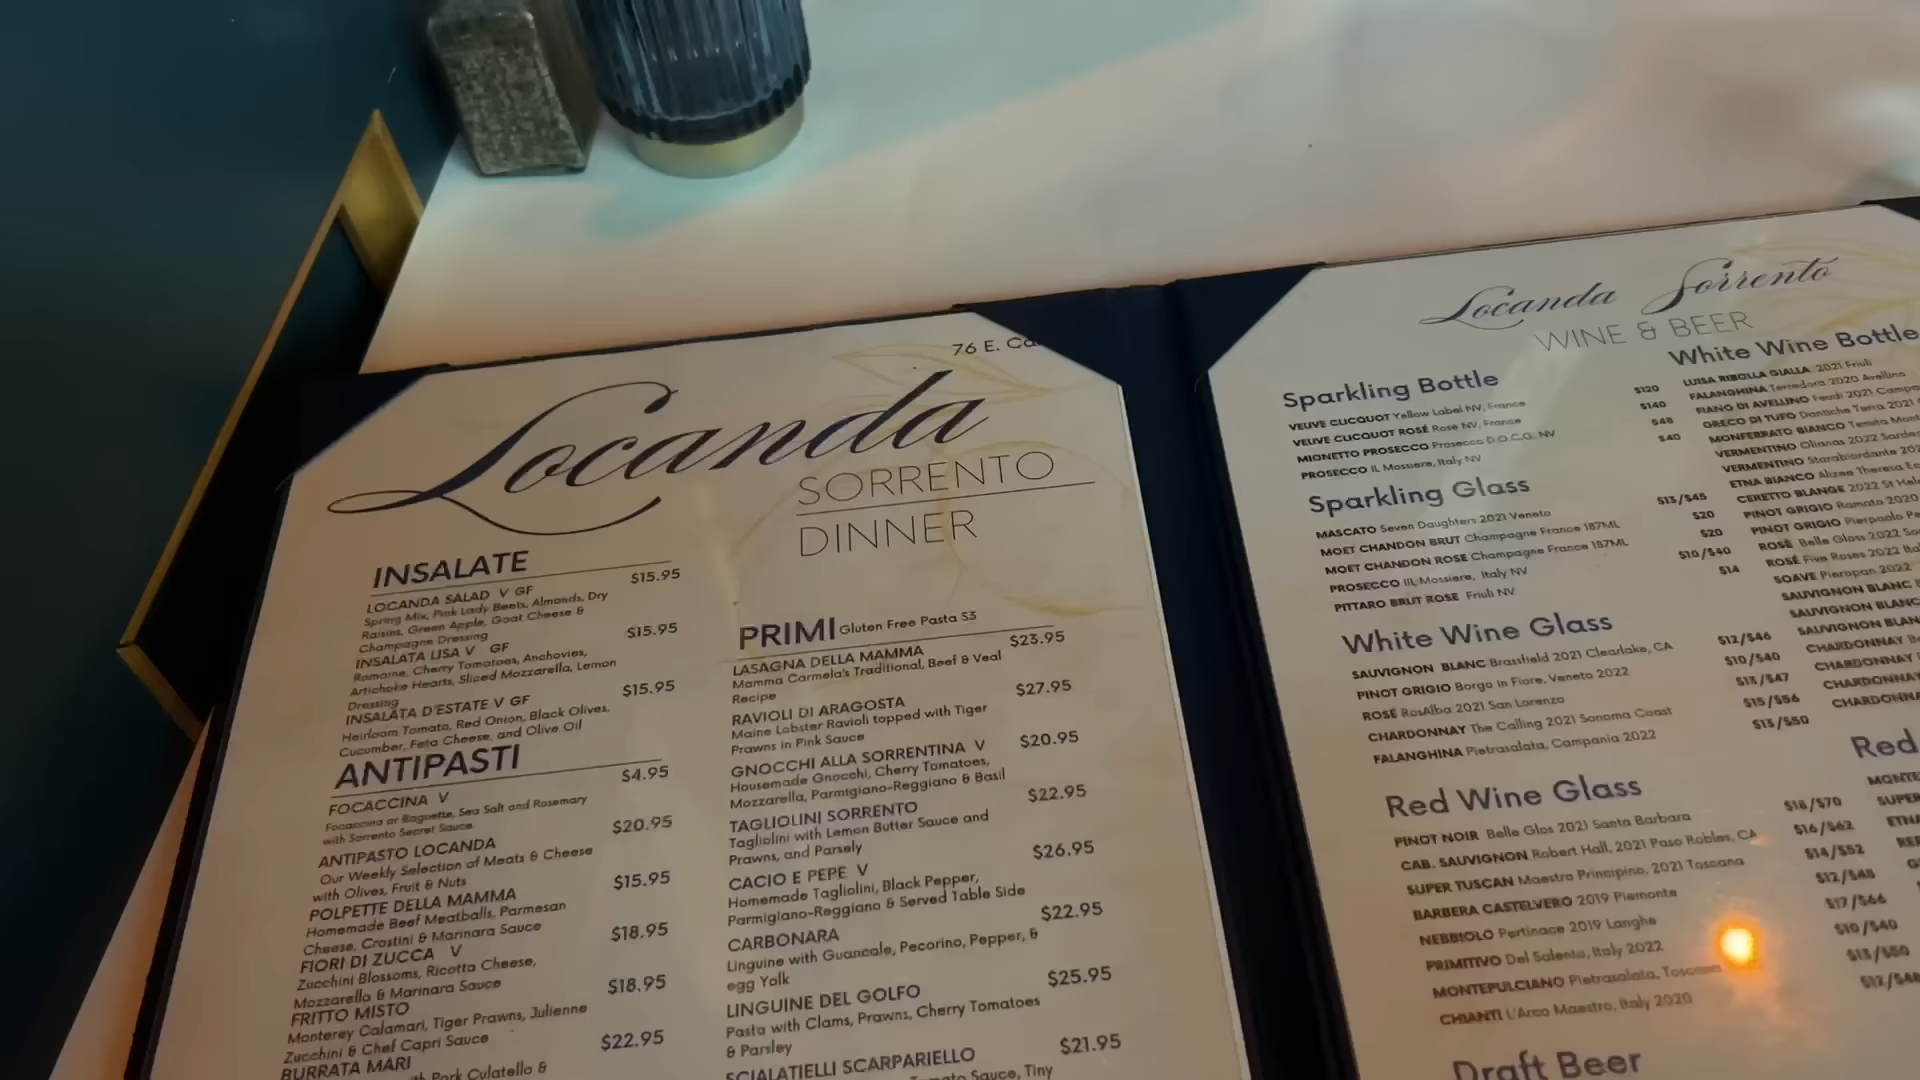 76 E. Ca
Locanda
SORRENTO
DINNER
INSALATE
LOCANDA SALAD V GF $15.95
Spring Mix, Pink Lady Beets, Almonds, Dry
Raisins, Green Apple, Goat Cheese &
Champagne Dressing
INSALATA LISA V GF $15.95
Romaine, Cherry Tomatoes, Anchovies,
Artichoke Hearts, Sliced Mozzarella, Lemon
Dressing
INSALATA D'ESTATE V GF $15.95
Heirloom Tomato, Red Onion, Black Olives,
Cucumber, Feta Cheese, and Olive Oil
ANTIPASTI
FOCACCINA V $4.95
Focaccina or Baguette, Sea Salt and Rosemary
with Sorrento Secret Sauce
ANTIPASTO LOCANDA $20.95
Our Weekly Selection of Meats & Cheese
with Olives, Fruit & Nuts
POLPETTE DELLA MAMMA $15.95
Homemade Beef Meatballs, Parmesan
Cheese, Crostini & Marinara Sauce
FIORI DI ZUCCA V $18.95
Zucchini Blossoms, Ricotta Cheese,
Mozzarella & Marinara Sauce
FRITTO MISTO $18.95
Monterey Calamari, Tiger Prawns, Julienne
Zucchini & Chef Capri Sauce
BURRATA MARI $22.95
Pork Culatello &
PRIMI Gluten Free Pasta $3
LASAGNA DELLA MAMMA $23.95
Mamma Carmela's Traditional, Beef & Veal
Recipe
RAVIOLI DI ARAGOSTA $27.95
Maine Lobster Ravioli topped with Tiger
Prawns in Pink Sauce
GNOCCHI ALLA SORRENTINA V $20.95
Housemade Gnocchi, Cherry Tomatoes,
Mozzarella, Parmigiano-Reggiano & Basil
TAGLIOLINI SORRENTO $22.95
Tagliolini with Lemon Butter Sauce and
Prawns, and Parsely
CACIO E PEPE V $26.95
Homemade Tagliolini, Black Pepper,
Parmigiano-Reggiano & Served Table Side
CARBONARA $22.95
Linguine with Guancale, Pecorino, Pepper, &
egg Yolk
LINGUINE DEL GOLFO $25.95
Pasta with Clams, Prawns, Cherry Tomatoes
& Parsley
SCIALATIELLI SCARPARIELLO $21.95
Sauce, Tiny
Locanda Sorrento
WINE & BEER
Sparkling Bottle
VEUVE CLICQUOT Yellow Label NV, France $120
VEUVE CLICQUOT ROSÉ Rosé NV, France $140
MIONETTO PROSECCO Prosecco D.O.C.G. NV $48
PROSECCO IL Mossiere, Italy NV $40
Sparkling Glass
MASCATO Seven Daughters 2021 Veneto $13/$45
MOET CHANDON BRUT Champagne France 187ML $20
MOET CHANDON ROSE Champagne France 187ML $20
PROSECCO IL Mossiere, Italy NV $10/$40
PITTARO BRUT ROSE Friuli NV $14
White Wine Glass
SAUVIGNON BLANC Brassfield 2021 Clearlake, CA $12/$46
PINOT GRIGIO Borgo in Fiore, Veneto 2022 $10/$40
ROSÉ RosAlba 2021 San Lorenzo
CHARDONNAY The Calling 2021 Sonoma Coast $15/$56
FALANGHINA Pietrasalata, Campania 2022 $13/$50
Red Wine Glass
PINOT NOIR Belle Glos 2021 Santa Barbara $18/$70
CAB. SAUVIGNON Robert Hall, 2021 Paso Robles, CA $16/$62
SUPER TUSCAN Maestro Principino, 2021 Toscana $14/$52
BARBERA CASTELVERO 2019 Piemonte $12/$48
NEBBIOLO Pertinace 2019 Langhe $17/$66
PRIMITIVO Del Salento, Italy 2022 $10/$40
MONTEPULCIANO Pietrasalata, Toscana $13/$50
CHIANTI L'Arco Maestro, Italy 2020
Draft Beer
White Wine Bottle
LUISA RIBOLLA GIALLA 2021 Friuli
FALANGHINA Terredora 2020 Avellino
FIANO DI AVELLINO Feudi 2021 Campa
GRECO DI TUFO Dantiche Terra 2021
MONFERRATO BIANCO
VERMENTINO Olianas 2022 Sarde
VERMENTINO Starabiordante 202
ETNA BIANCO Alizee Theresa
CERETTO BLANGE 2022 St Hel
PINOT GRIGIO Ramato 2020
PINOT GRIGIO Pierpaolo Pe
ROSÉ Belle Glass 2022 So
ROSÉ Five Roses 2022 Ita
SOAVE Pieropan 2022
SAUVIGNON BLANC
SAUVIGNON BLANC
SAUVIGNON BLAN
CHARDONNAY
CHARDONNAY
CHARDONNAY
CHARDONNA
Red
MONTE
SUPER
ETNA